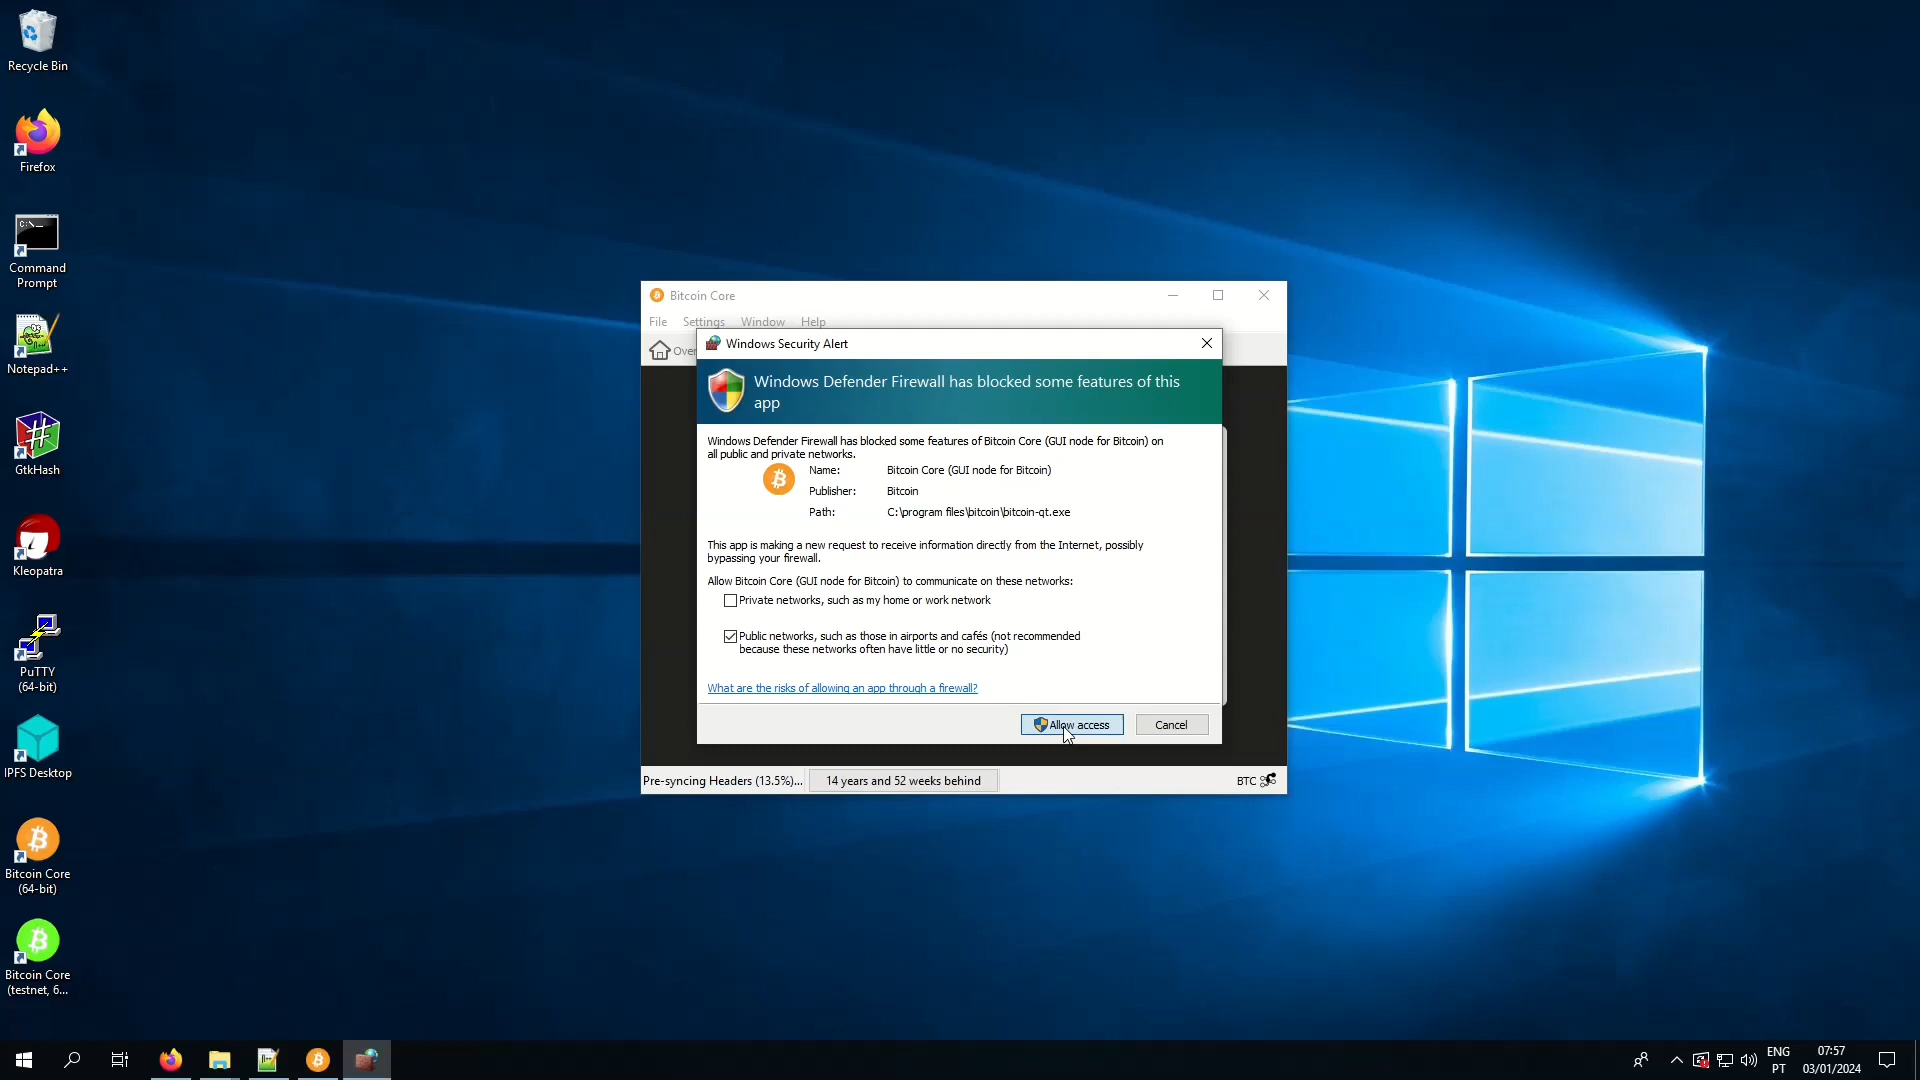 Recycle Bin
Firefox
Command
Prompt
Notepad++
GtkHash
Kleopatra
PuTTY
(64-bit)
IPFS Desktop
Bitcoin Core
(64-bit)
Bitcoin Core
(testnet, 6...
Bitcoin Core
File Settings Window Help
Over
Windows Security Alert
Windows Defender Firewall has blocked some features of this
app
Windows Defender Firewall has blocked some features of Bitcoin Core (GUI node for Bitcoin) on
all public and private networks.
Name: Bitcoin Core (GUI node for Bitcoin)
Publisher: Bitcoin
Path: C:\program files\bitcoin\bitcoin-qt.exe
This app is making a new request to receive information directly from the Internet, possibly
bypassing your firewall.
Allow Bitcoin Core (GUI node for Bitcoin) to communicate on these networks:
Private networks, such as my home or work network
Public networks, such as those in airports and cafés (not recommended
because these networks often have little or no security)
What are the risks of allowing an app through a firewall?
Allow access Cancel
Pre-syncing Headers (13.5%)... 14 years and 52 weeks behind BTC
ENG 07:57
PT 03/01/2024